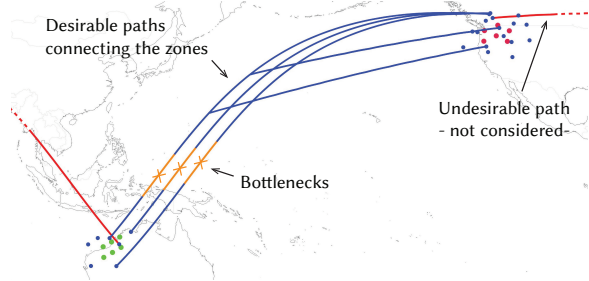 Desirable paths
connecting the zones
Undesirable path
- not considered-
Bottlenecks